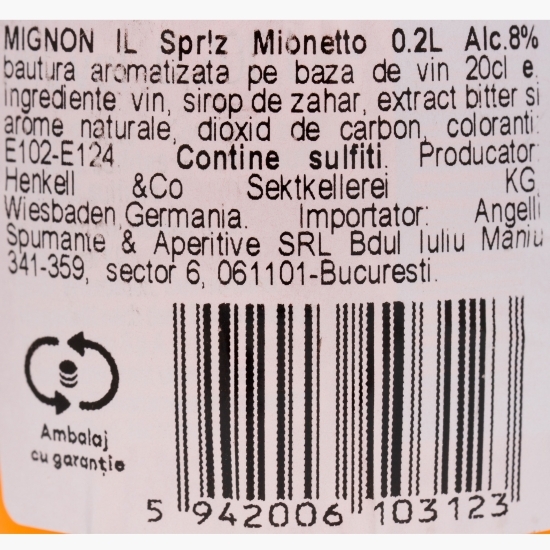 MIGNON IL Spr!z Mionetto 0.2L Alc.8%
bautura aromatizata pe baza de vin 20cl e
ingrediente: vin, sirop de zahar, extract bitter si
arome naturale, dioxid de carbon, coloranti:
E102-E124. Contine sulfiti. Producator:
Henkell &Co Sektkellerei KG,
Wiesbaden,Germania. Importator: Angelli
Spumante & Aperitive SRL Bdul Iuliu Maniu
341-359, sector 6, 061101-Bucuresti.
Ambalaj
cu garanție
5 942006 103123